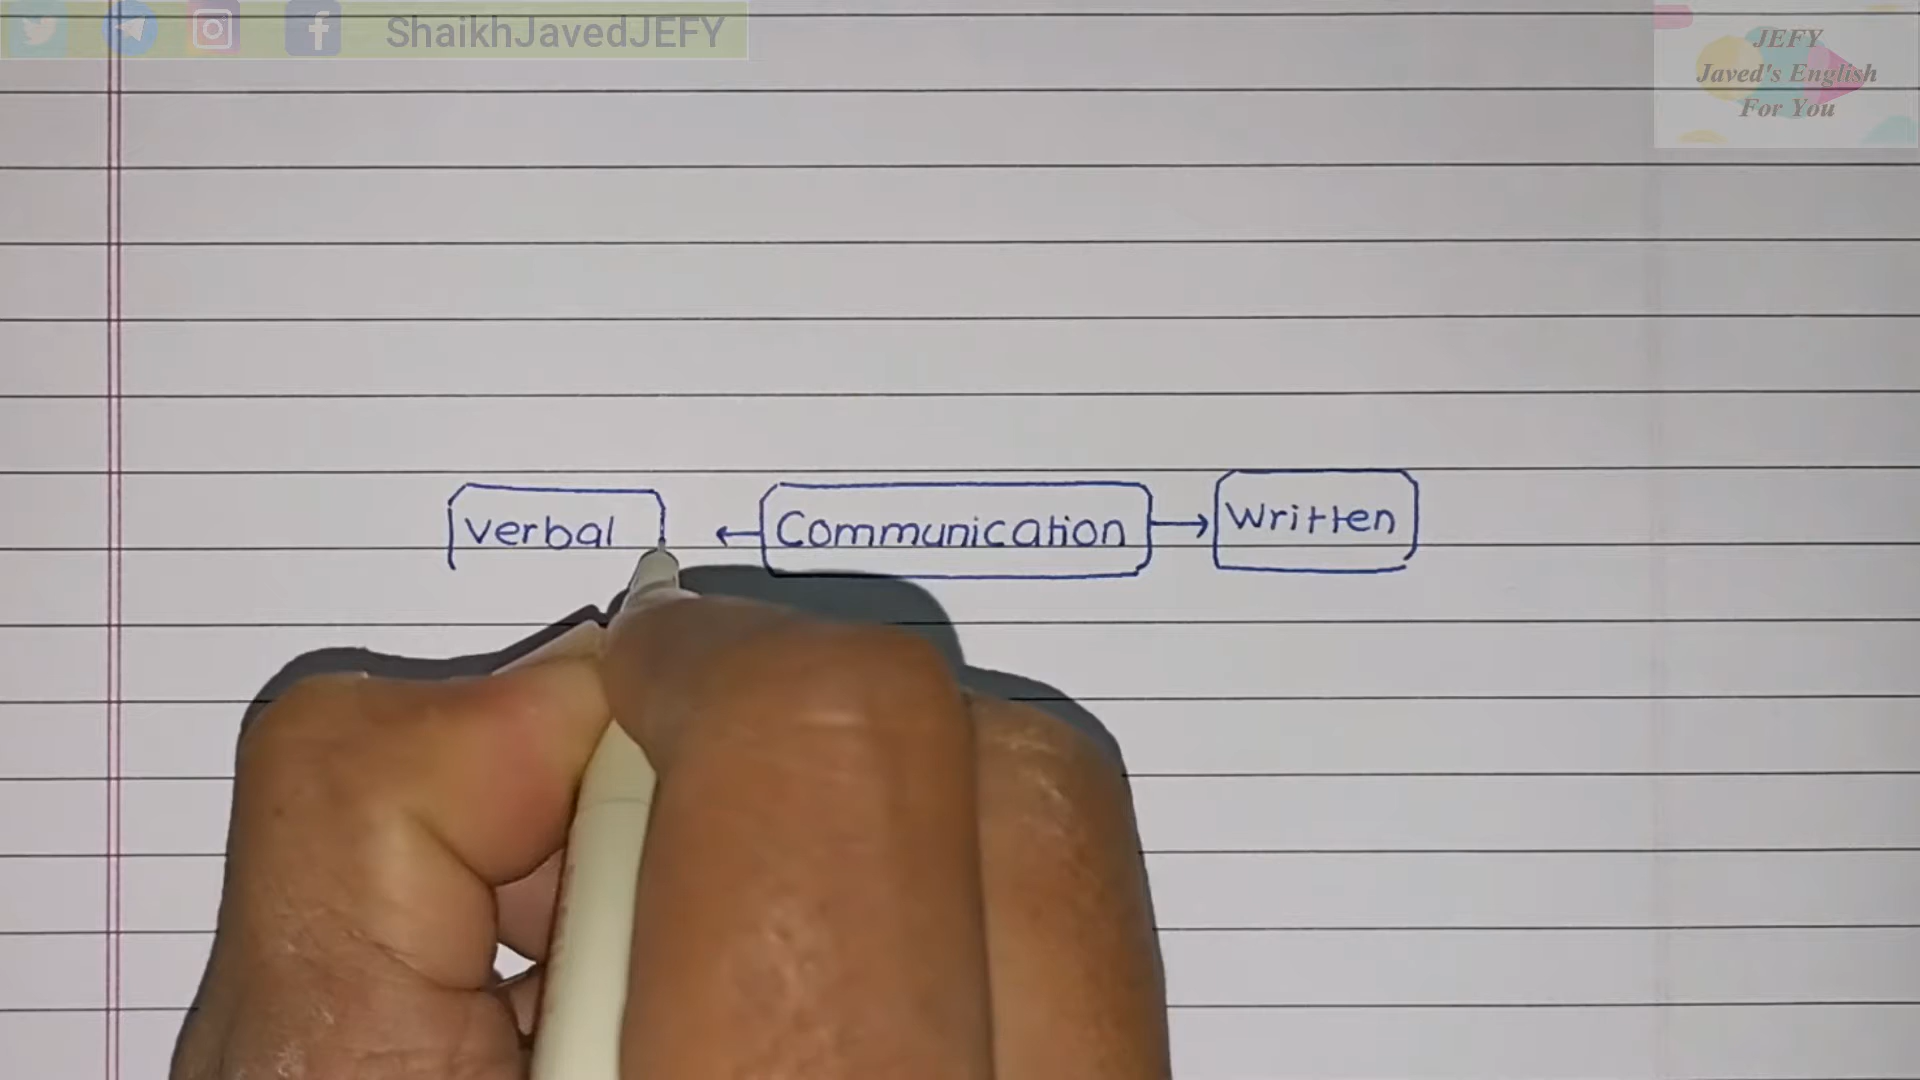 ShaikhJavedJEFY
JEFY
Javed's English
For You
Verbal
Communication
Written